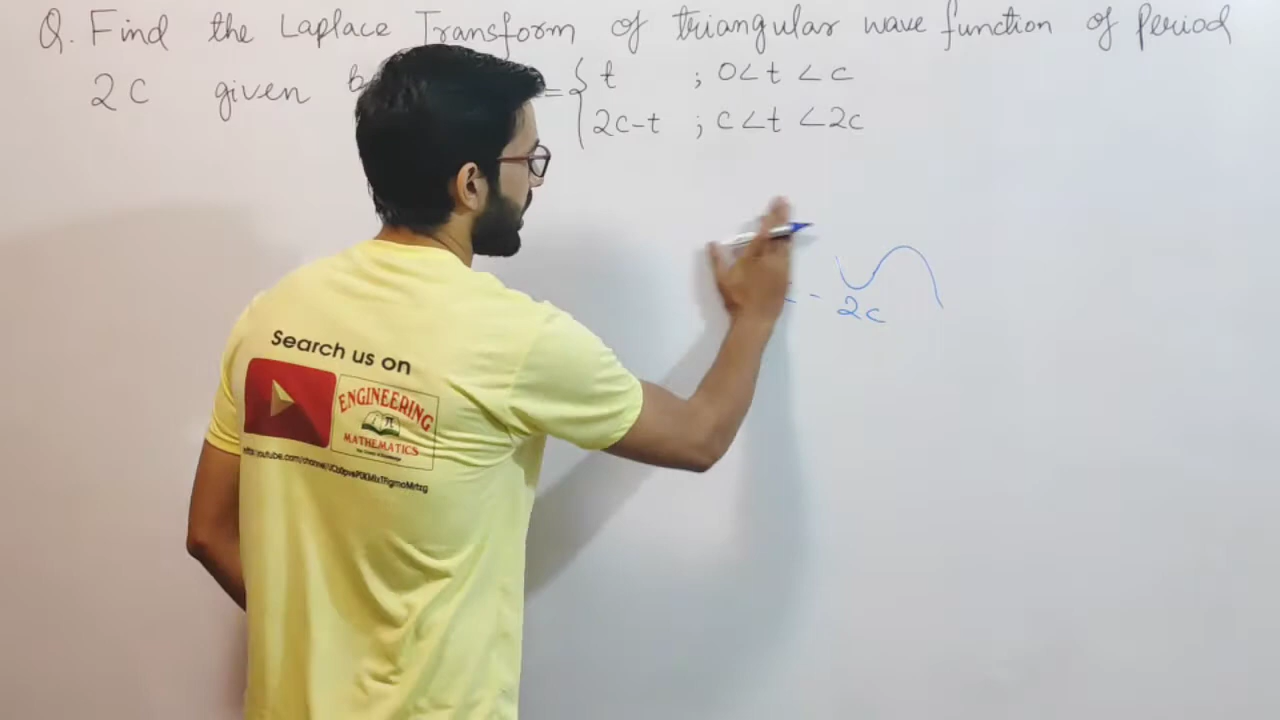 Q. Find the Laplace Transform of triangular wave function of Period
2C given = { t ; 0<t <c
2c-t ; c<t <2c
- 2c
Search us on
ENGINEERING
MATHEMATICS